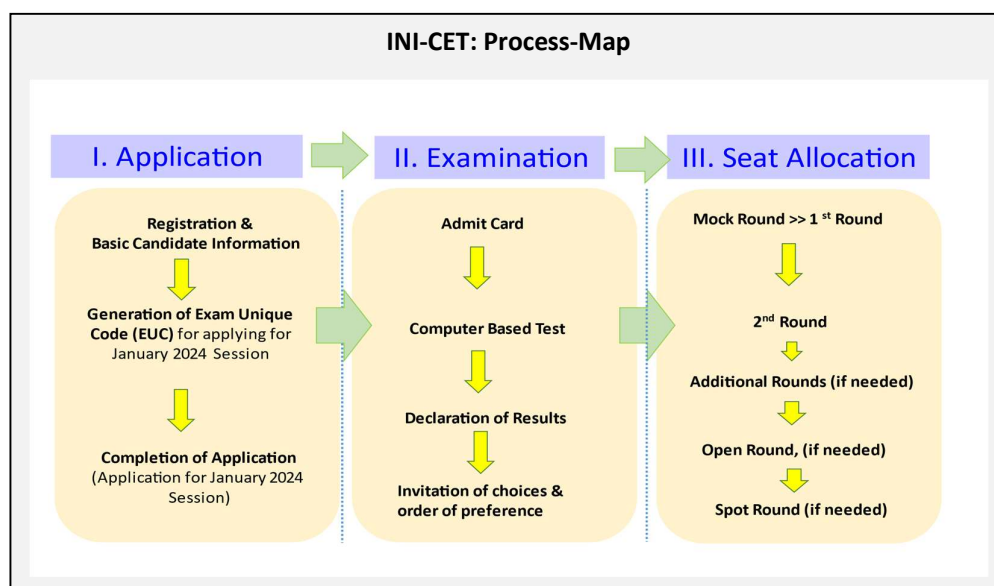 INI-CET: Process-Map
I. Application
II. Examination
III. Seat Allocation
Registration &
Basic Candidate Information
Generation of Exam Unique
Code (EUC) for applying for
January 2024 Session
Completion of Application
(Application for January 2024
Session)
Admit Card
Computer Based Test
Declaration of Results
Invitation of choices &
order of preference
Mock Round >> 1 st Round
2nd Round
Additional Rounds (if needed)
Open Round, (if needed)
Spot Round (if needed)